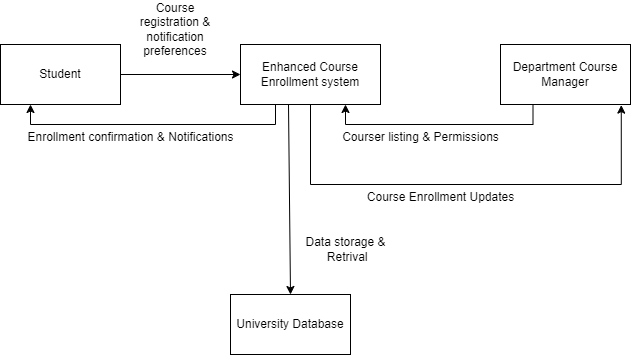 Course
registration &
notification
preferences
Student
Enhanced Course
Enrollment system
Department Course
Manager
Enrollment confirmation & Notifications
Courser listing & Permissions
Course Enrollment Updates
Data storage &
Retrival
University Database